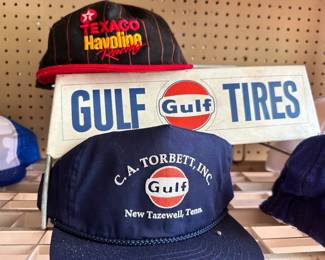 TEXACO
Havoline
Racing
GULF Gulf TIRES
C. A. TORBETT, INC.
Gulf
New Tazewell, Tenn.